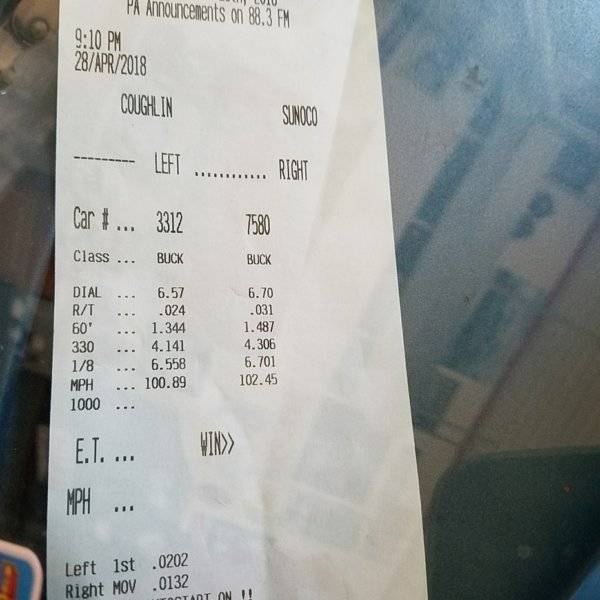 PA Announcements on 88.3 FM
9:10 PM
28/APR/2018
COUGHLIN SUNOCO
--------- LEFT ............ RIGHT
Car # ... 3312 7580
Class ... BUCK BUCK
DIAL ... 6.57 6.70
R/T ... .024 .031
60' ... 1.344 1.487
330 ... 4.141 4.306
1/8 ... 6.558 6.701
MPH ... 100.89 102.45
1000 ...
E.T. ... WIN>>
MPH ...
Left 1st .0202
Right MOV .0132
ON !!